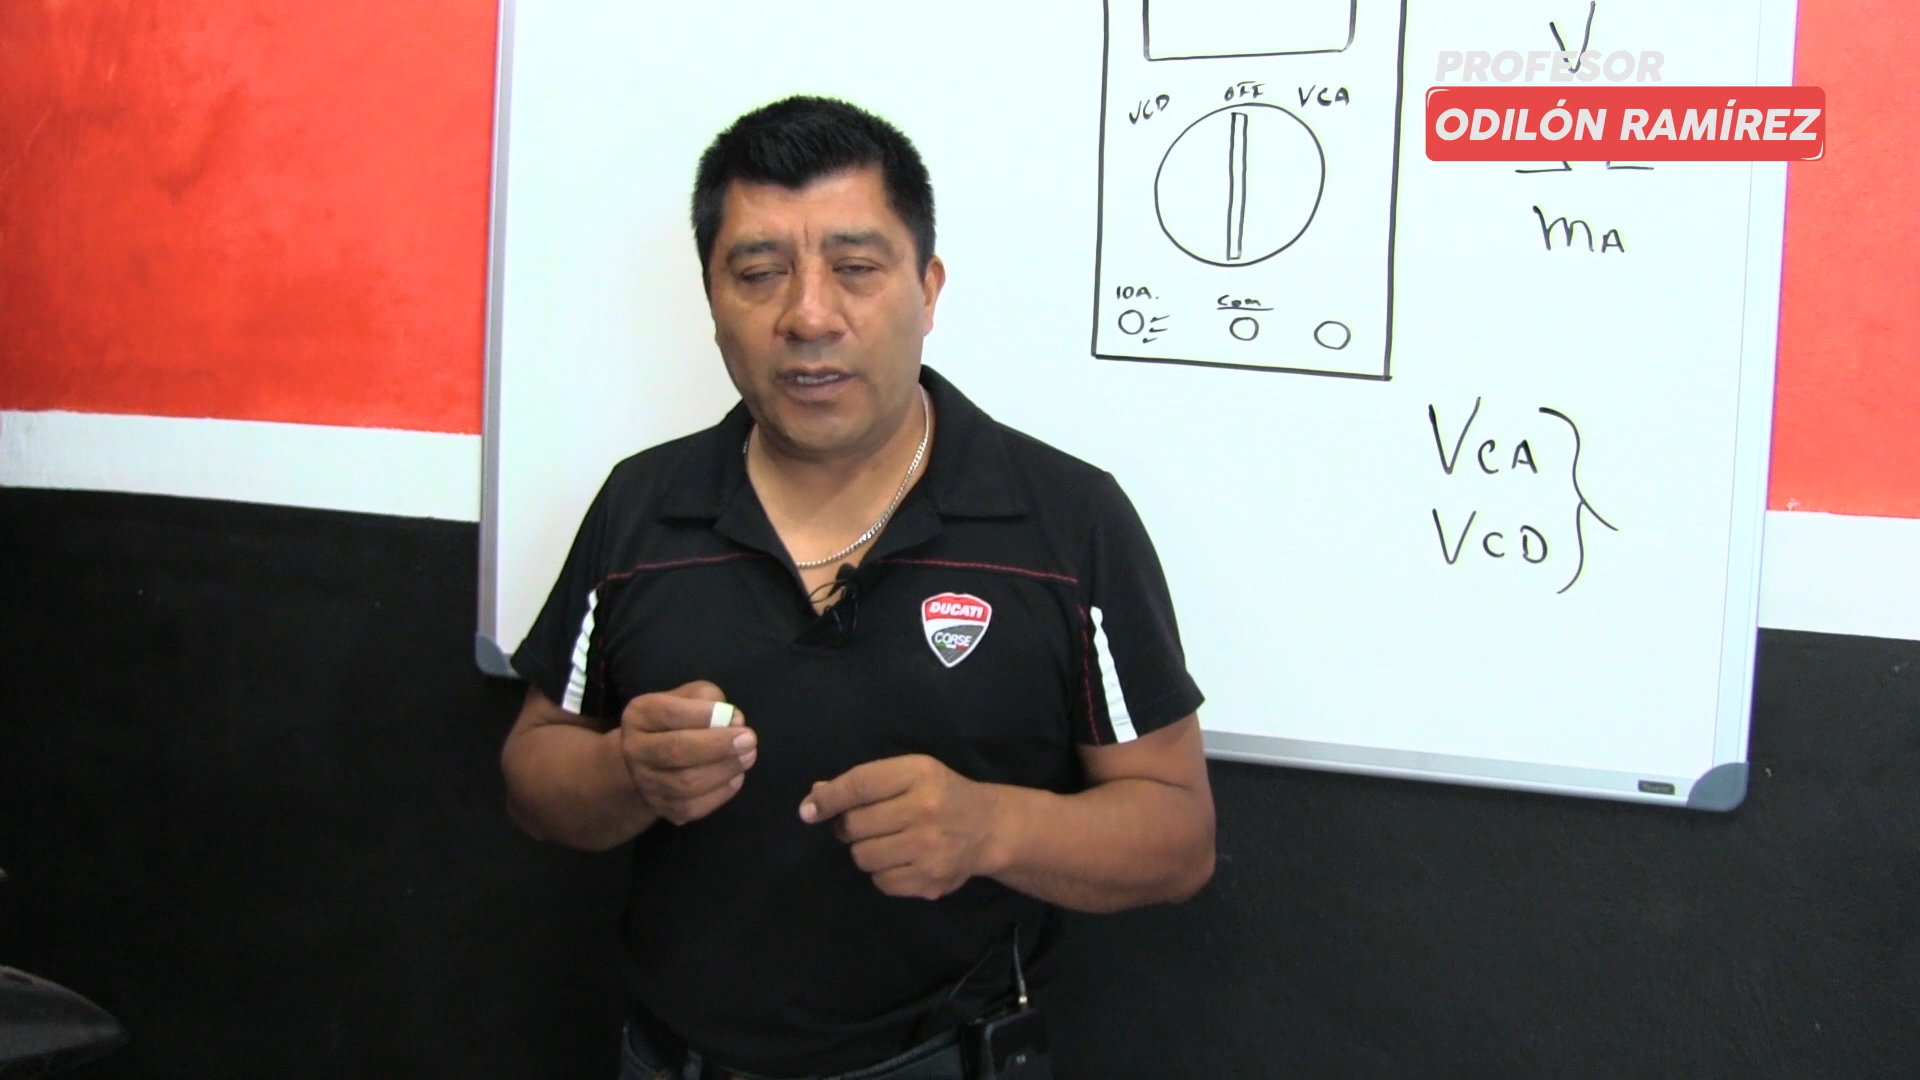 PROFESOR
ODILÓN RAMÍREZ
V
mA
VCD OFF VCA
10A. Com
VCA
VCD
DUCATI
CORSE